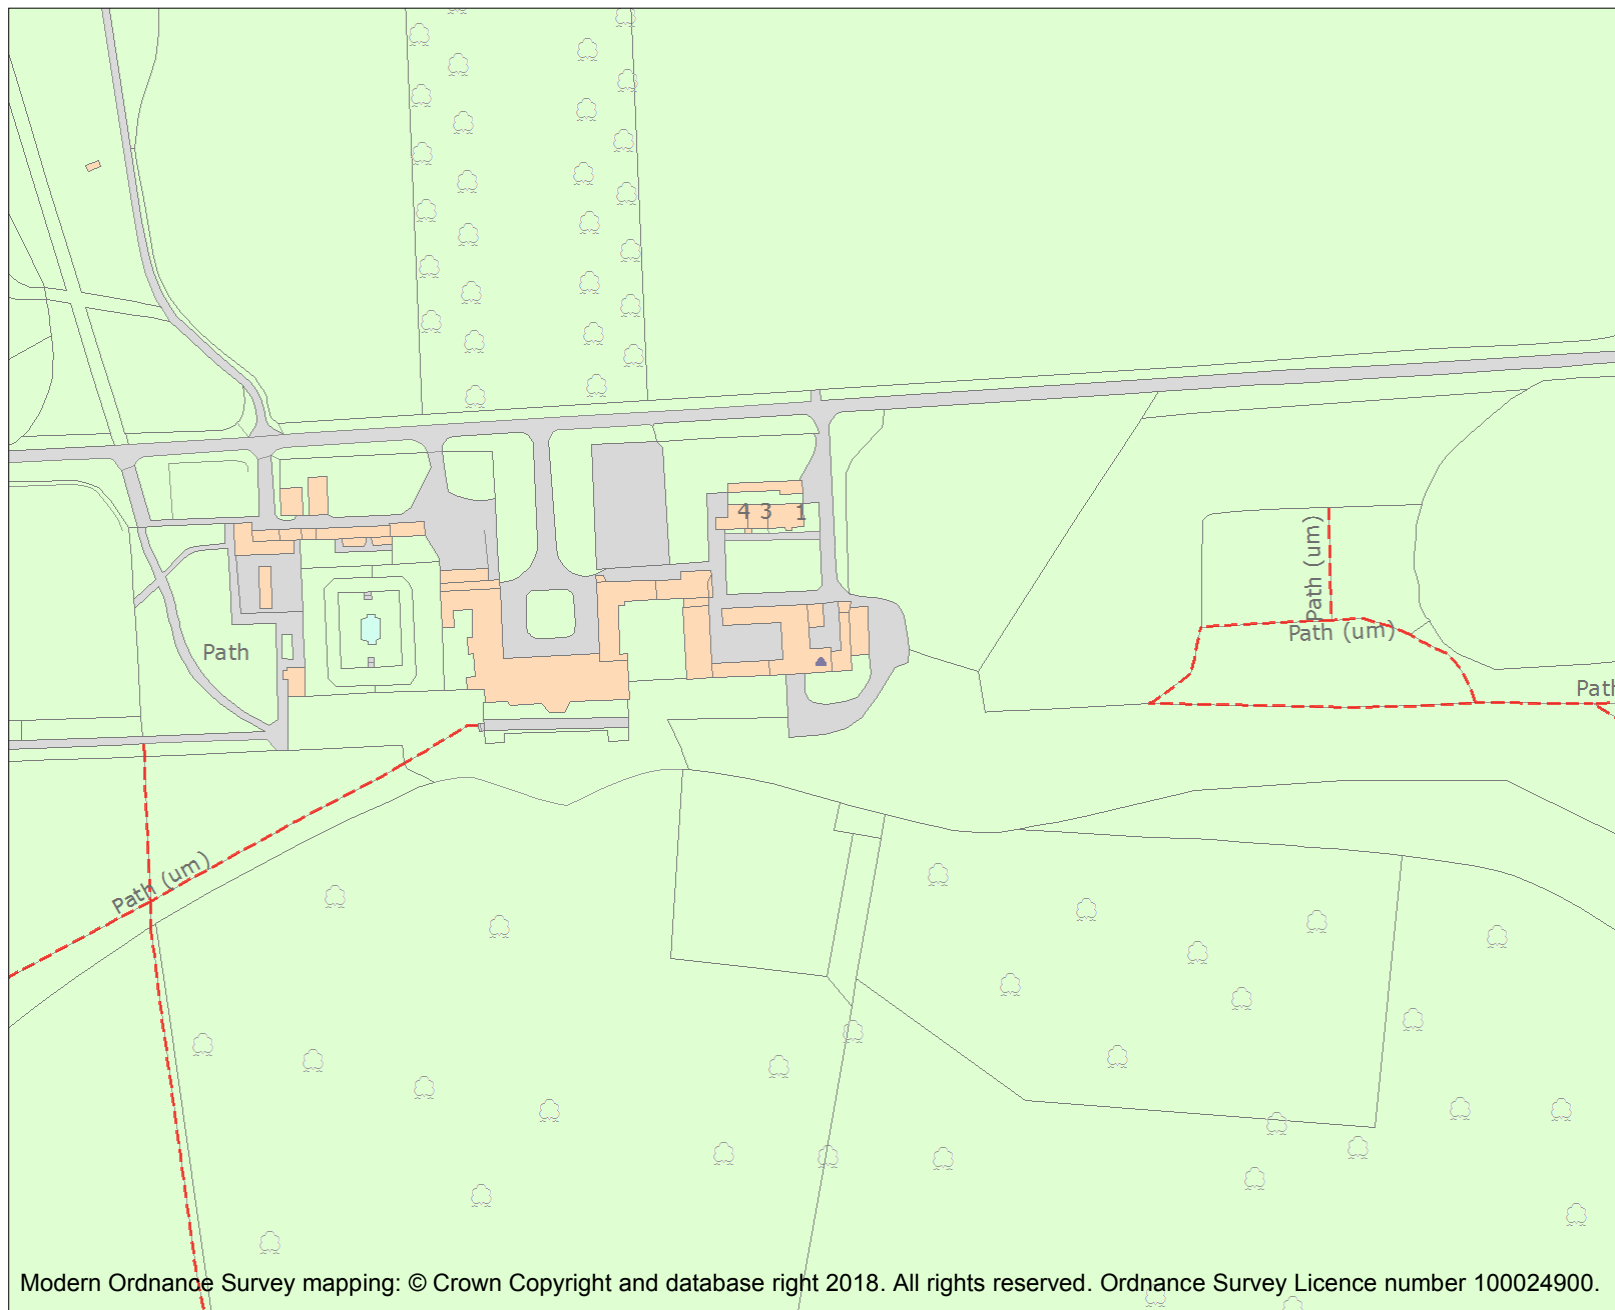 4 3 1
Path (um)
Path (um)
Path
Path
Path (um)
Modern Ordnance Survey mapping: © Crown Copyright and database right 2018. All rights reserved. Ordnance Survey Licence number 100024900.